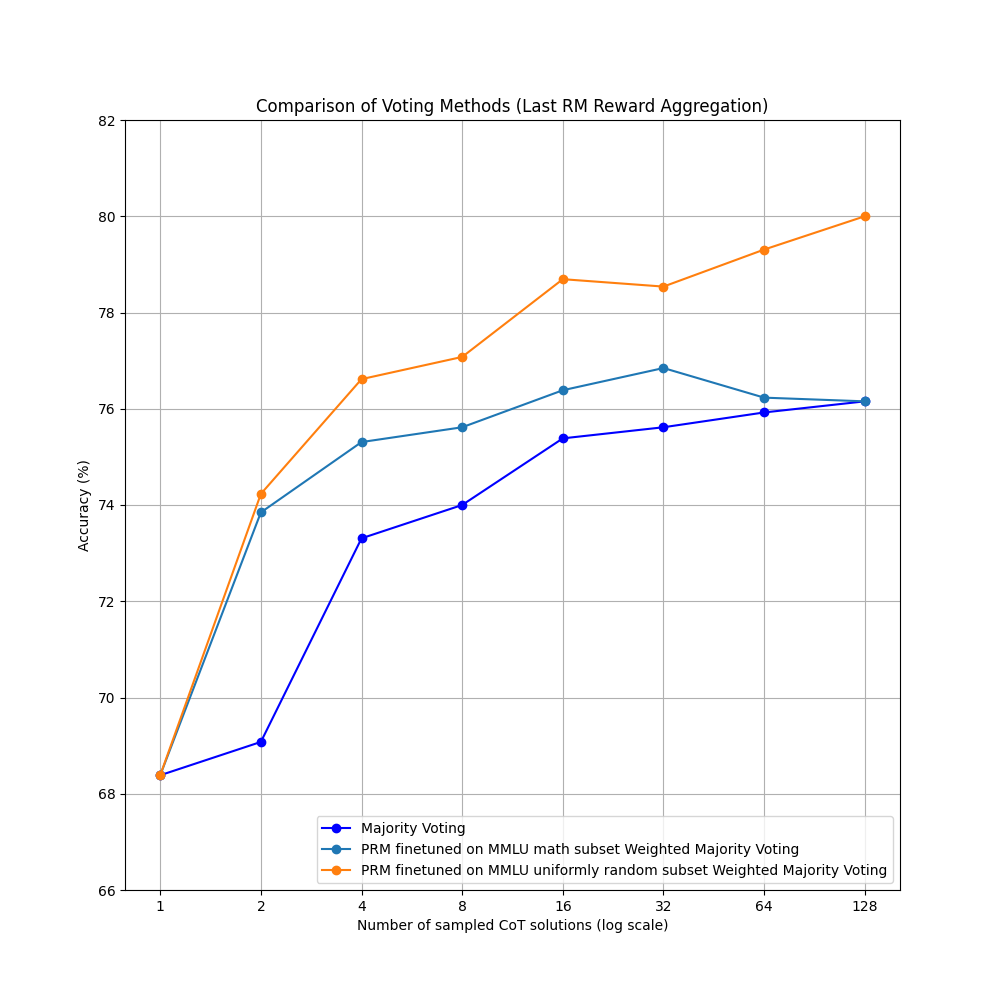 Comparison of Voting Methods (Last RM Reward Aggregation)
82
80
78
76
74
72
70
68
66
Accuracy (%)
Majority Voting
PRM finetuned on MMLU math subset Weighted Majority Voting
PRM finetuned on MMLU uniformly random subset Weighted Majority Voting
1 2 4 8 16 32 64 128
Number of sampled CoT solutions (log scale)